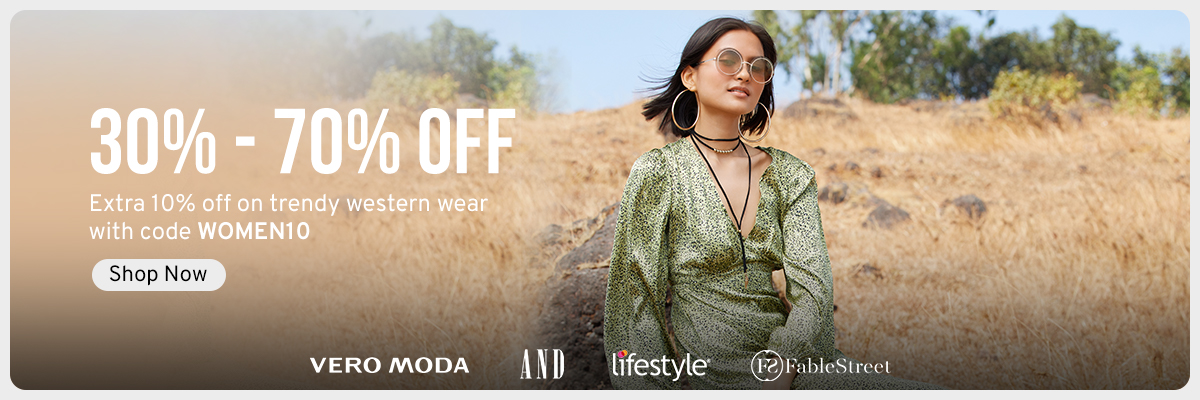 30% - 70% OFF
Extra 10% off on trendy western wear
with code WOMEN10
Shop Now
VERO MODA AND lifestyle FS FableStreet